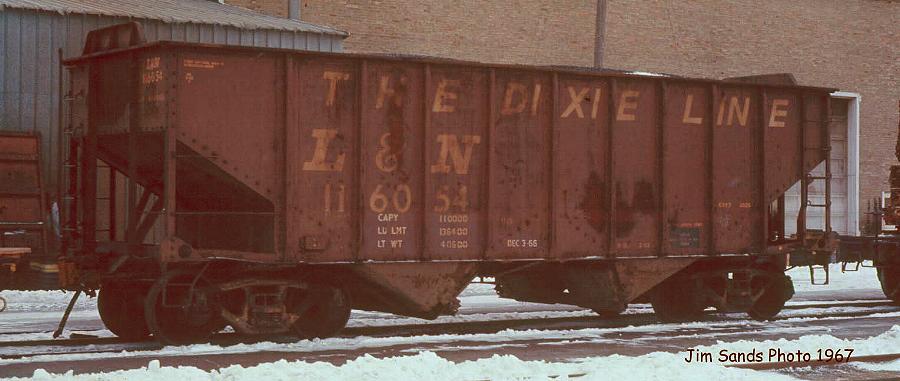 THE DIXIE LINE
L&N
116054
CAPY 110000
LD LMT 136400
LT WT 40600
DEC 3-66
L&N
116054
Jim Sands Photo 1967